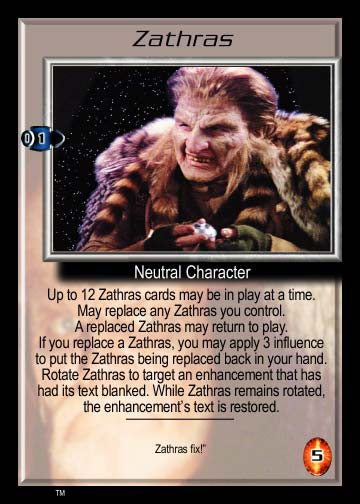 Zathras
0 1
Neutral Character
Up to 12 Zathras cards may be in play at a time.
May replace any Zathras you control.
A replaced Zathras may return to play.
If you replace a Zathras, you may apply 3 influence
to put the Zathras being replaced back in your hand.
Rotate Zathras to target an enhancement that has
had its text blanked. While Zathras remains rotated,
the enhancement's text is restored.
Zathras fix!"
5
TM